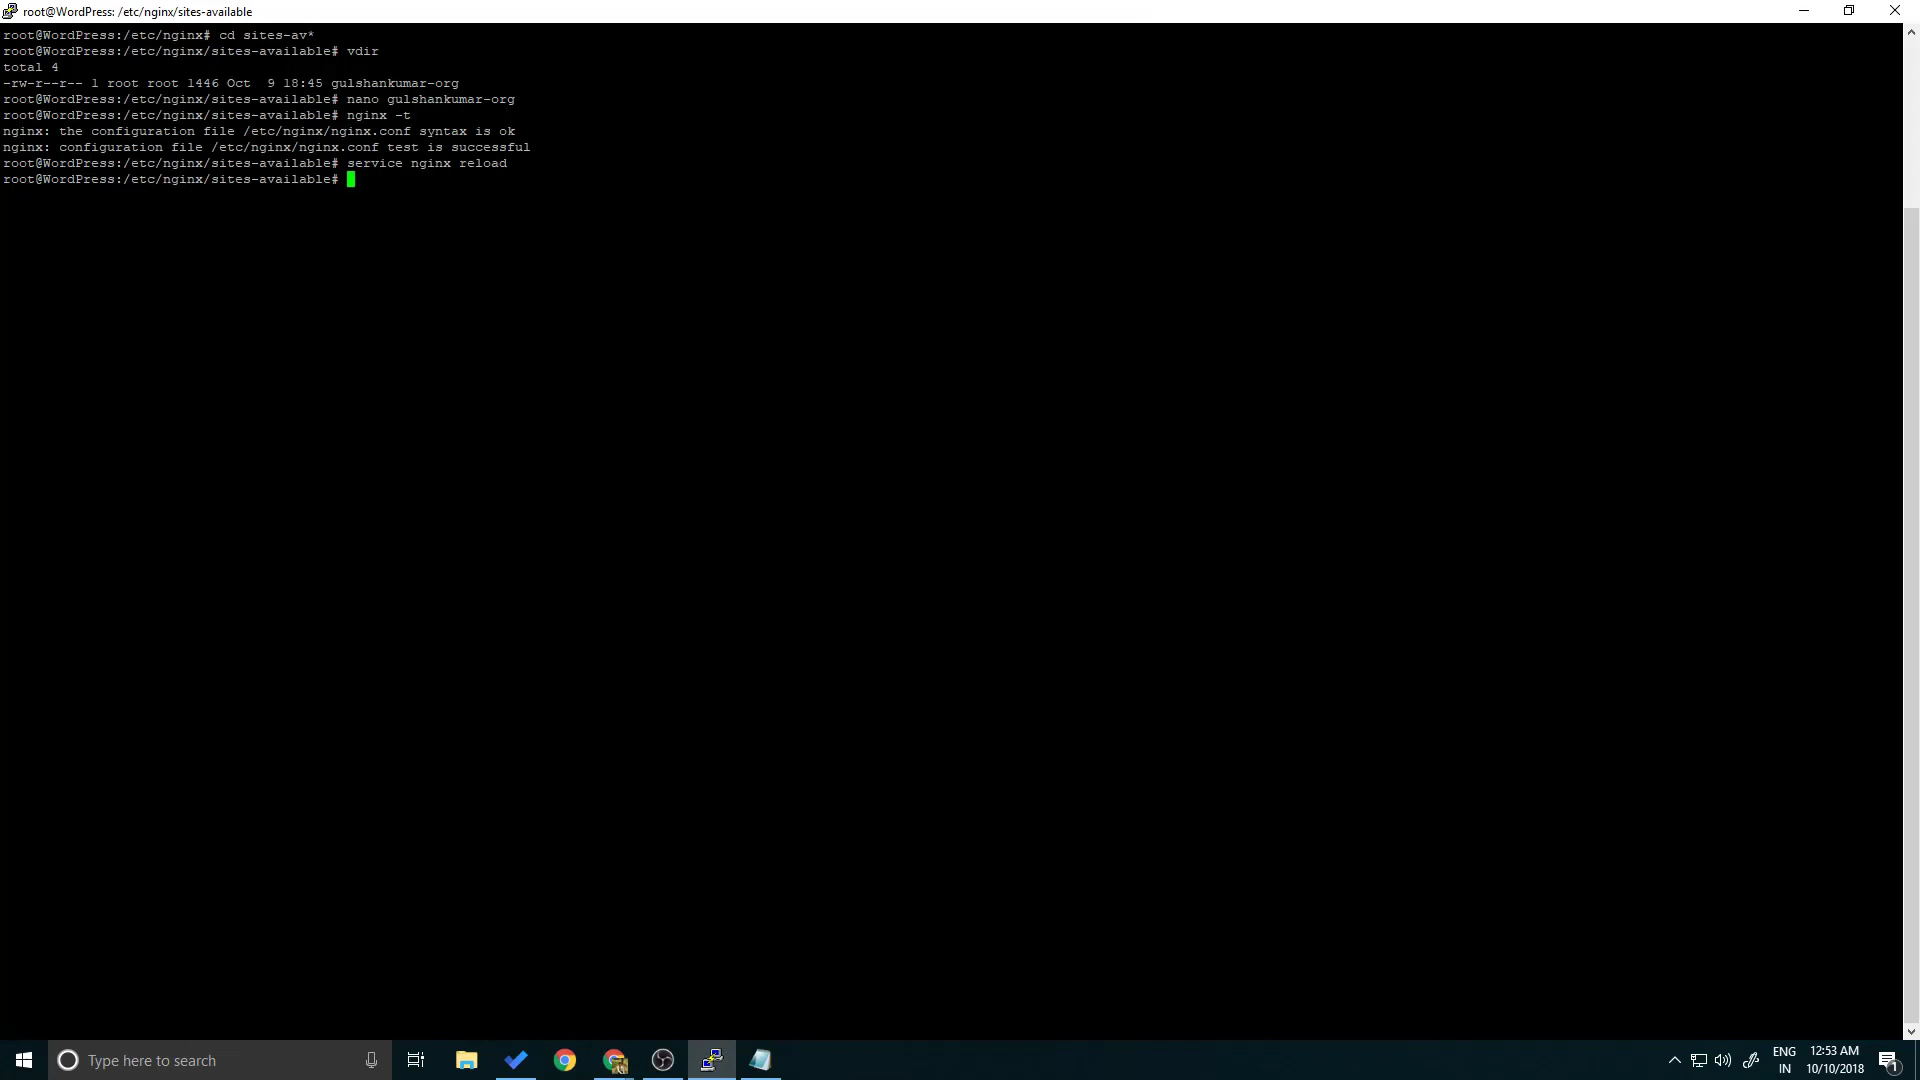 root@WordPress: /etc/nginx/sites-available
root@WordPress:/etc/nginx# cd sites-av*
root@WordPress:/etc/nginx/sites-available# vdir
total 4
-rw-r--r-- 1 root root 1446 Oct  9 18:45 gulshankumar-org
root@WordPress:/etc/nginx/sites-available# nano gulshankumar-org
root@WordPress:/etc/nginx/sites-available# nginx -t
nginx: the configuration file /etc/nginx/nginx.conf syntax is ok
nginx: configuration file /etc/nginx/nginx.conf test is successful
root@WordPress:/etc/nginx/sites-available# service nginx reload
root@WordPress:/etc/nginx/sites-available#
Type here to search
ENG
IN
12:53 AM
10/10/2018
1